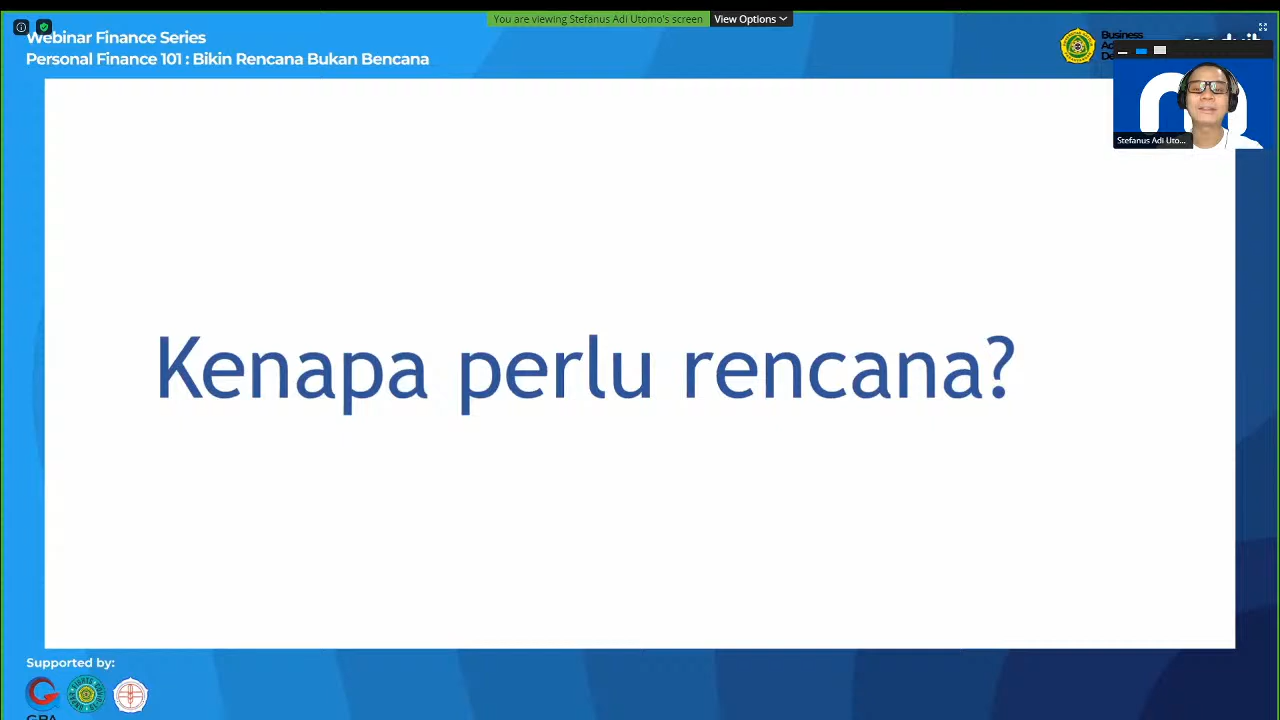 You are viewing Stefanus Adi Utomo's screen
View Options
Webinar Finance Series
Personal Finance 101 : Bikin Rencana Bukan Bencana
Business
Stefanus Adi Uto...
Kenapa perlu rencana?
Supported by: